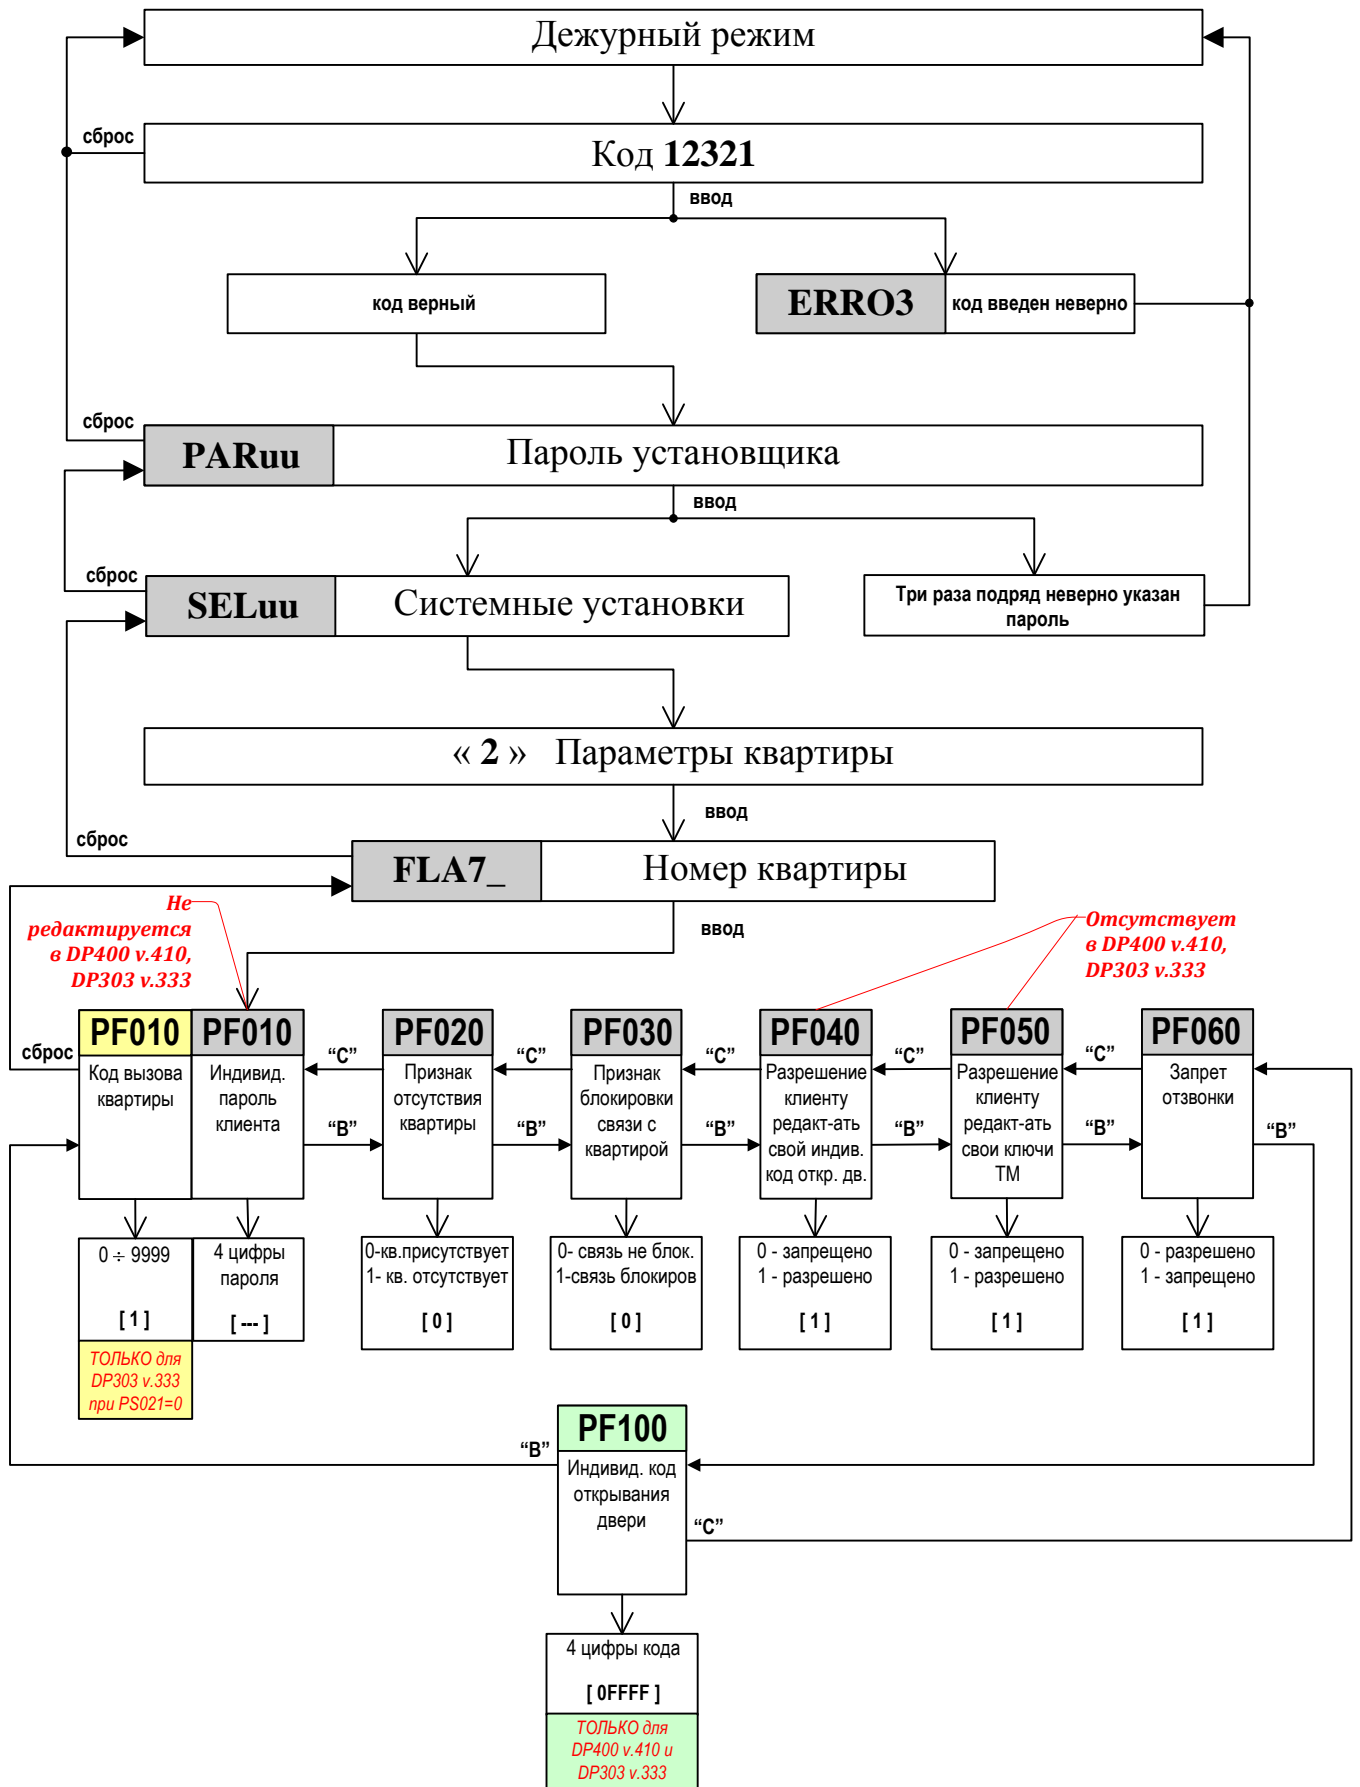 Дежурный режим
сброс
Код 12321
ввод
код верный
ERRO3
код введен неверно
сброс
PARuu
Пароль установщика
ввод
сброс
SELuu
Системные установки
Три раза подряд неверно указан
пароль
« 2 » Параметры квартиры
ввод
сброс
FLA7_
Номер квартиры
ввод
Не
редактируется
в DP400 v.410,
DP303 v.333
Отсутствует
в DP400 v.410,
DP303 v.333
сброс
PF010
Код вызова
квартиры
0 ÷ 9999
[ 1 ]
ТОЛЬКО для
DP303 v.333
при PS021=0
PF010
Индивид.
пароль
клиента
4 цифры
пароля
[ --- ]
“C”
“B”
PF020
Признак
отсутствия
квартиры
0-кв.присутствует
1- кв. отсутствует
[ 0 ]
“C”
“B”
PF030
Признак
блокировки
связи с
квартирой
0- связь не блок.
1-связь блокиров
[ 0 ]
“C”
“B”
PF040
Разрешение
клиенту
редакт-ать
свой индив.
код откр. дв.
0 - запрещено
1 - разрешено
[ 1 ]
“C”
“B”
PF050
Разрешение
клиенту
редакт-ать
свои ключи
ТМ
0 - запрещено
1 - разрешено
[ 1 ]
“C”
“B”
PF060
Запрет
отзвонки
0 - разрешено
1 - запрещено
[ 1 ]
“B”
“B”
PF100
Индивид. код
открывания
двери
“C”
4 цифры кода
[ 0FFFF ]
ТОЛЬКО для
DP400 v.410 и
DP303 v.333